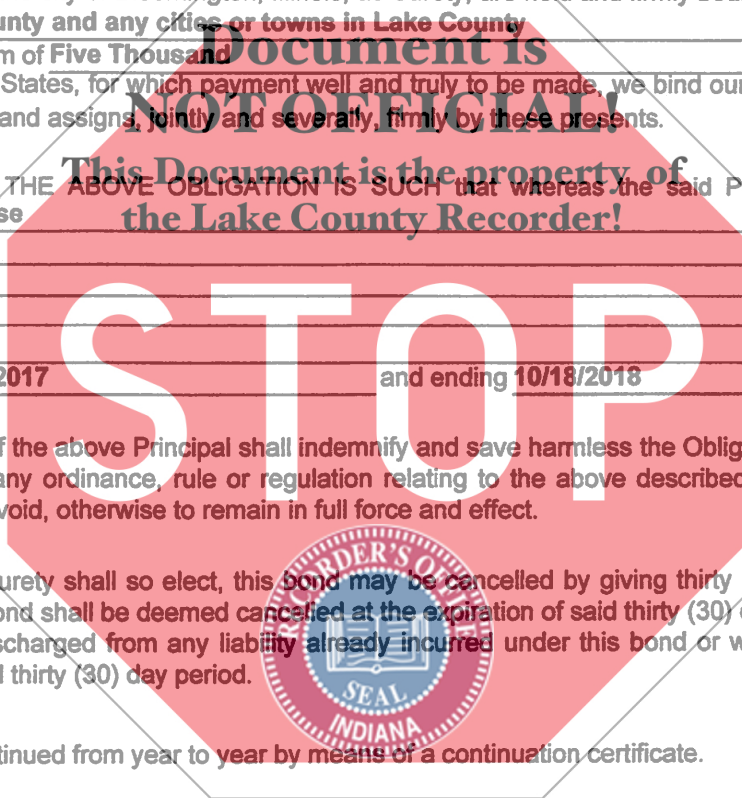 unty and any cities or towns in Lake County
m of Five Thousand
Document is
States, for which payment well and truly to be made, we bind our
NOT OFFICIAL!
and assigns, jointly and severally, firmly by these presents.
This Document is the property of
THE ABOVE OBLIGATION IS SUCH that whereas the said P
se
the Lake County Recorder!
STOP
2017 and ending 10/18/2018
f the above Principal shall indemnify and save harmless the Oblig
any ordinance, rule or regulation relating to the above described
void, otherwise to remain in full force and effect.
urety shall so elect, this bond may be cancelled by giving thirty
ond shall be deemed cancelled at the expiration of said thirty (30)
scharged from any liability already incurred under this bond or w
d thirty (30) day period.
RECORDER'S OFFICE
SEAL
INDIANA
tinued from year to year by means of a continuation certificate.